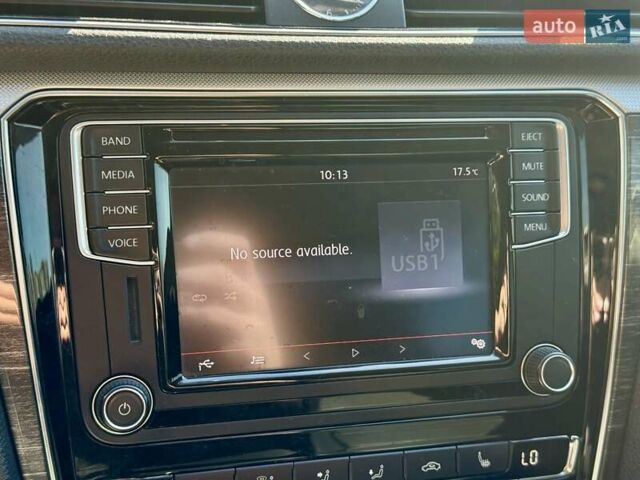 auto RIA
.com
BAND
EJECT
MEDIA
MUTE
PHONE
SOUND
VOICE
MENU
10:13
17.5°C
No source available.
USB1
LO